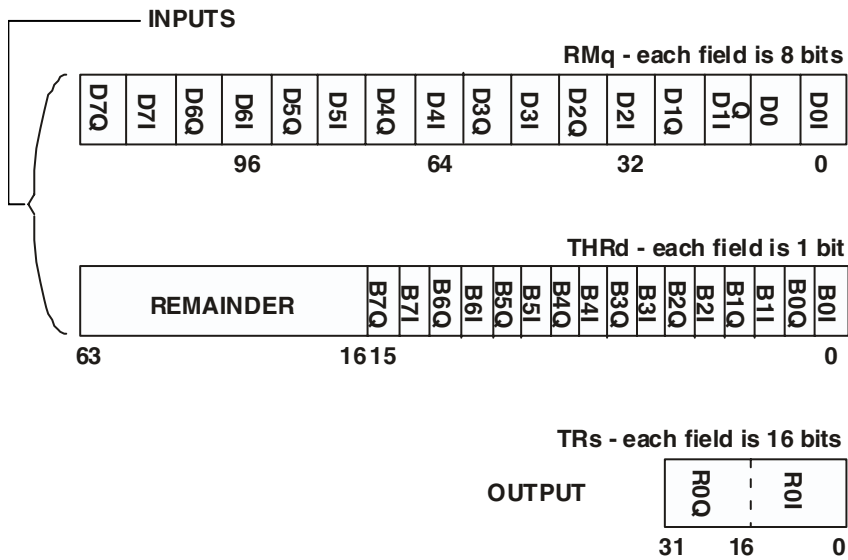 INPUTS
RMq - each field is 8 bits
D7Q D7I D6Q D6I D5Q D5I D4Q D4I D3Q D3I D2Q D2I D1Q D1I D0Q D0I
96 64 32 0
THRd - each field is 1 bit
REMAINDER B7Q B7I B6Q B6I B5Q B5I B4Q B4I B3Q B3I B2Q B2I B1Q B1I B0Q B0I
63 16 15 0
TRs - each field is 16 bits
OUTPUT R0Q R0I
31 16 0